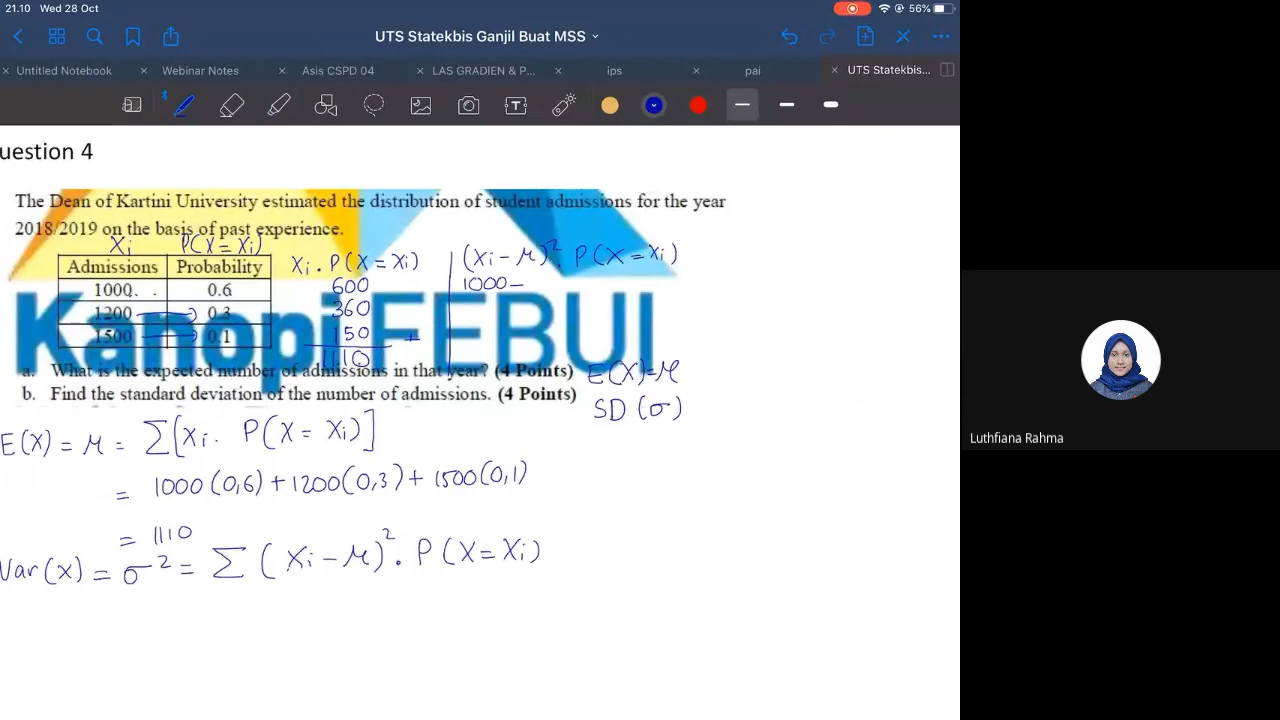 21.10 Wed 28 Oct 56%
UTS Statekbis Ganjil Buat MSS
Untitled Notebook Webinar Notes Asis CSPD 04 LAS GRADIEN & P... ips pai UTS Statekbis...
uestion 4
The Dean of Kartini University estimated the distribution of student admissions for the year
2018/2019 on the basis of past experience.
Xi P(X = Xi)
Admissions Probability Xi . P(X = Xi) (Xi - μ)² . P(X = Xi)
1000 0.6 600 1000 -
1200 0.3 360
1500 0.1 150 +
1110
Kanopi FEBUI
a. What is the expected number of admissions in that year? (4 Points) E(X) = μ
b. Find the standard deviation of the number of admissions. (4 Points) SD (σ)
E(X) = μ = Σ[Xi . P(X = Xi)]
= 1000(0,6) + 1200(0,3) + 1500(0,1)
= 1110
Var(x) = σ² = Σ (Xi - μ)² . P(X = Xi)
Luthfiana Rahma